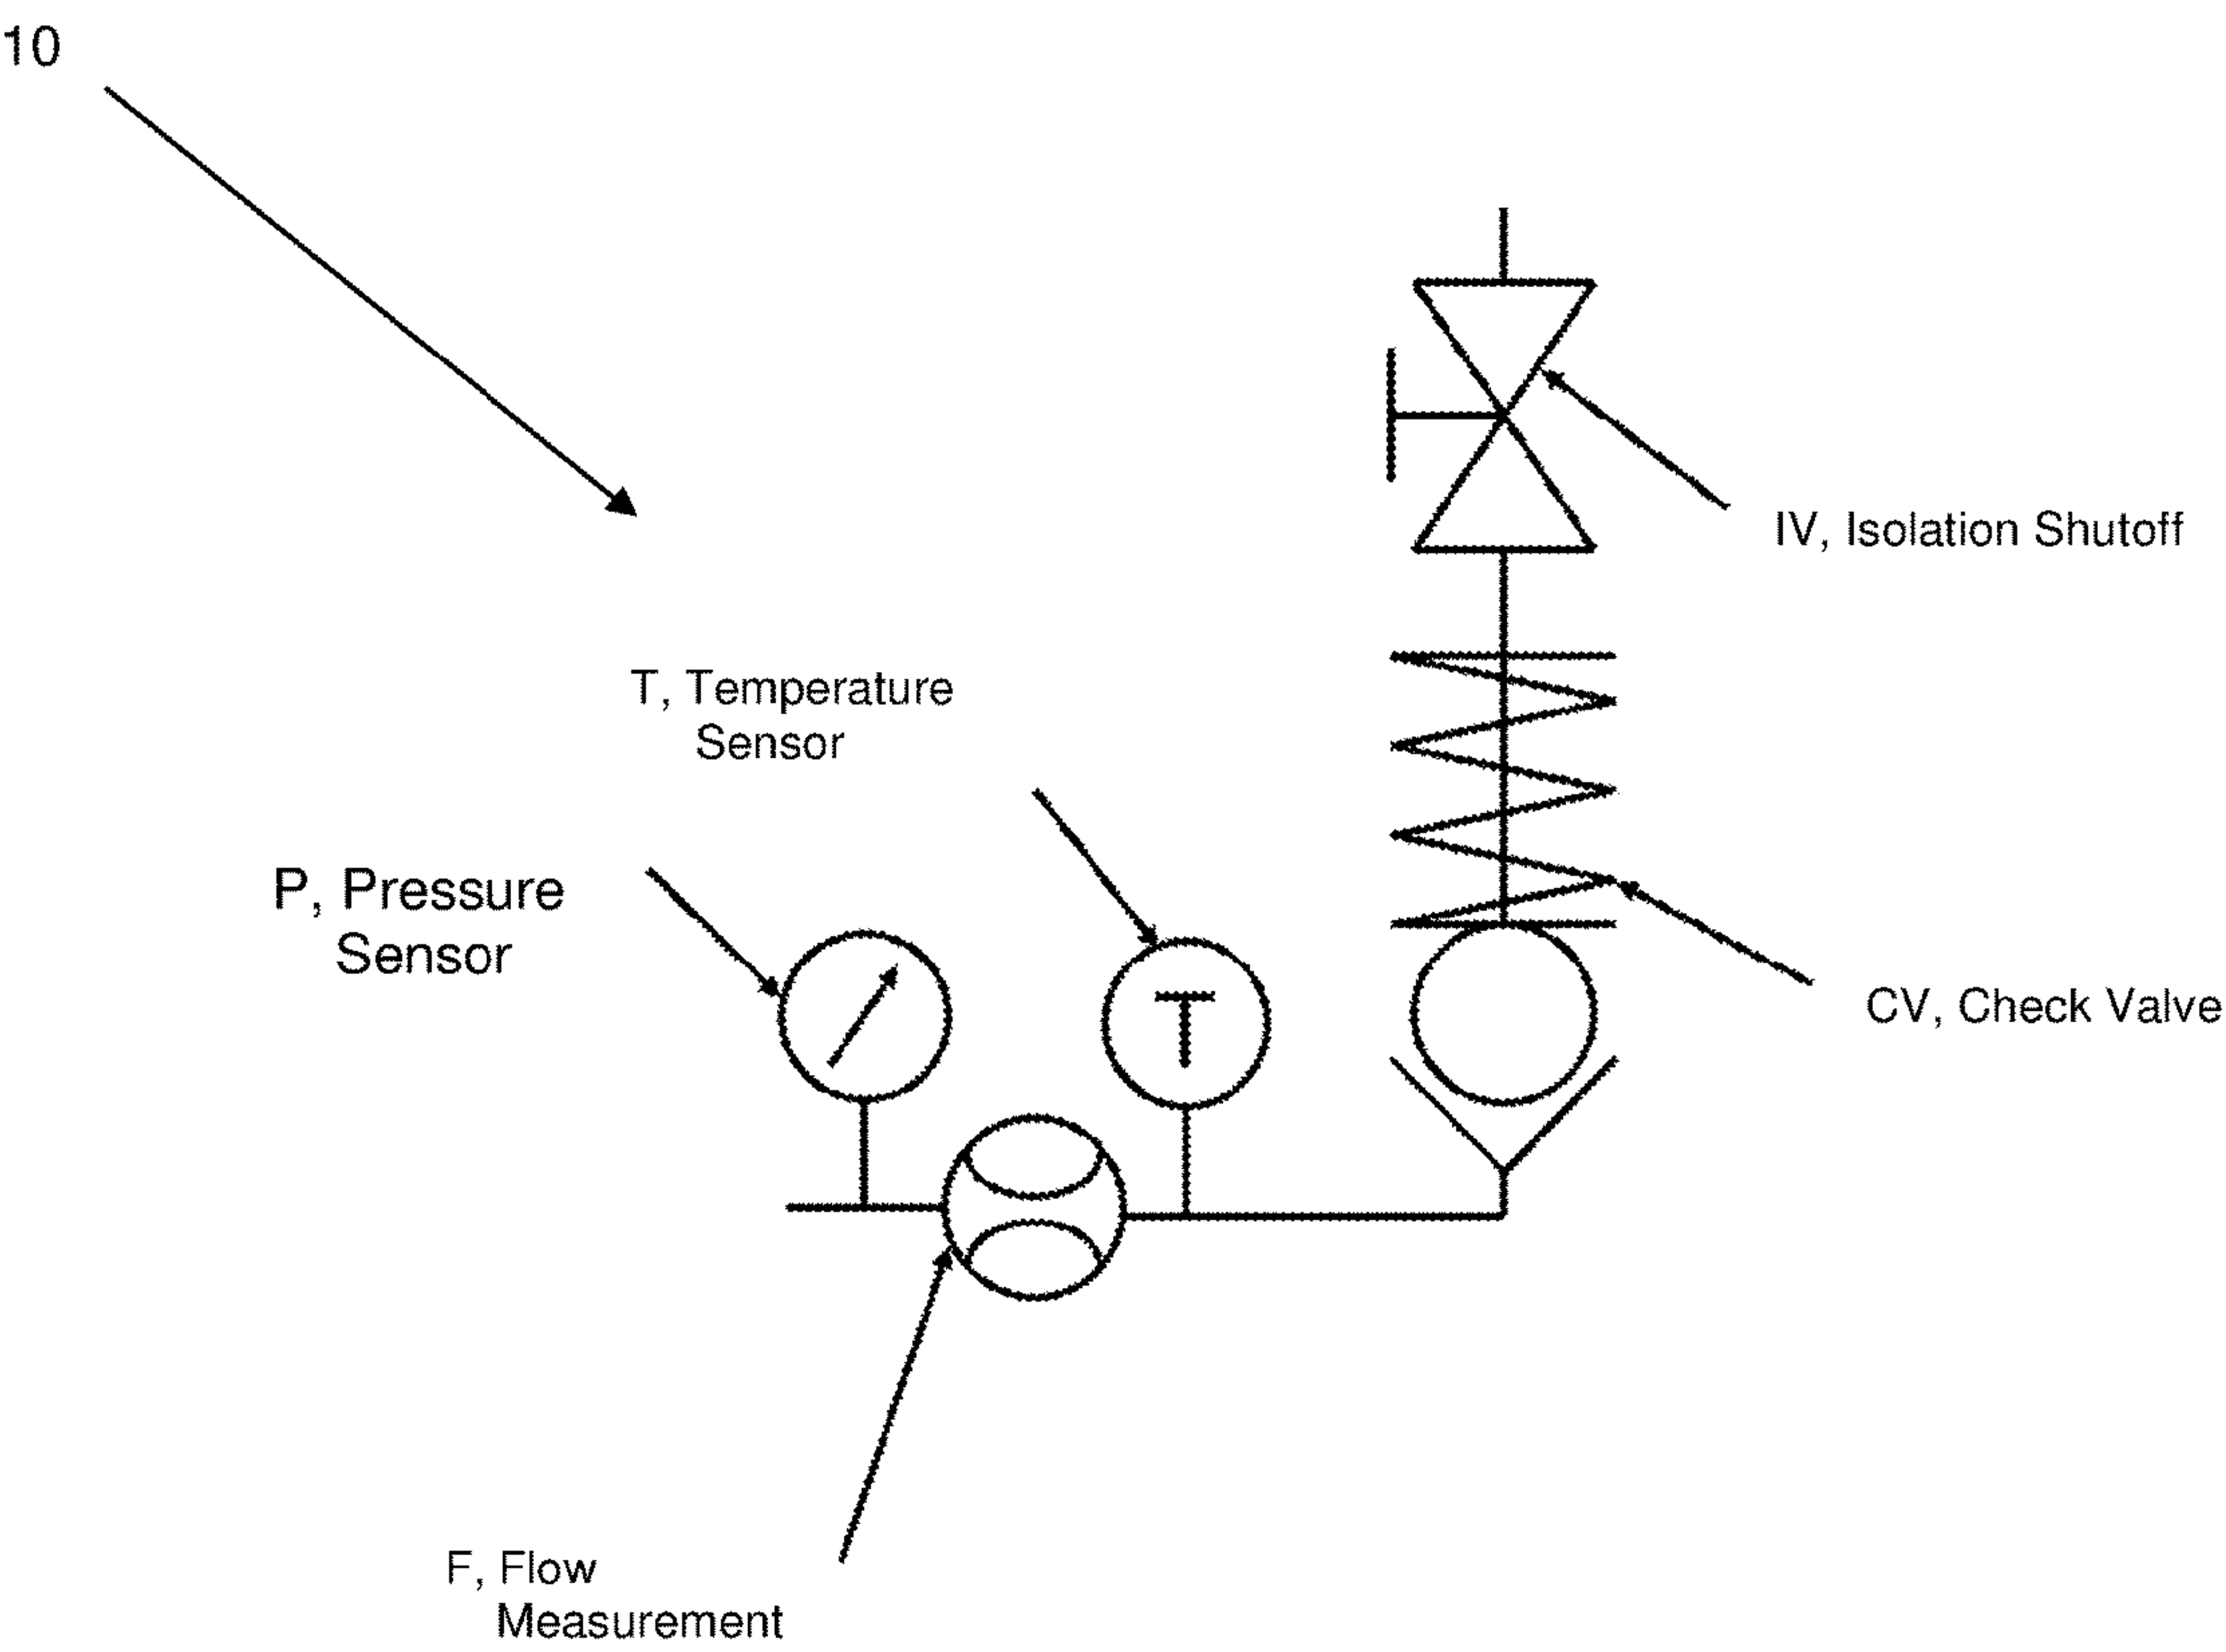 10
IV, Isolation Shutoff
T, Temperature
Sensor
P, Pressure
Sensor
CV, Check Valve
T
F, Flow
Measurement